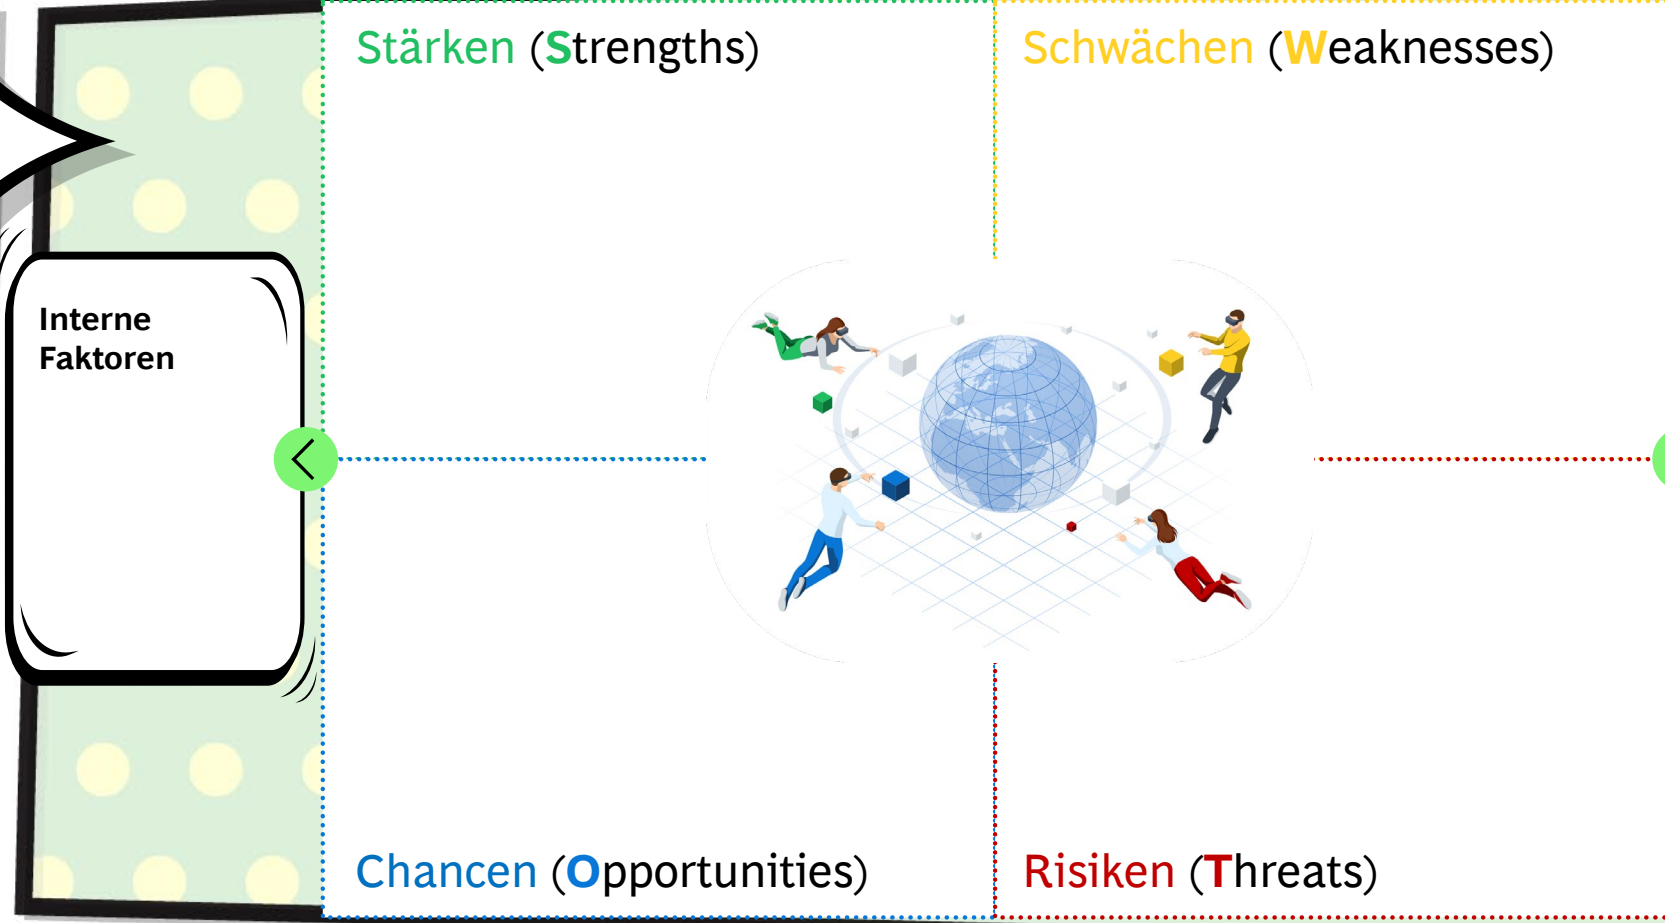 Stärken (Strengths)
Schwächen (Weaknesses)
Interne
Faktoren
Chancen (Opportunities)
Risiken (Threats)